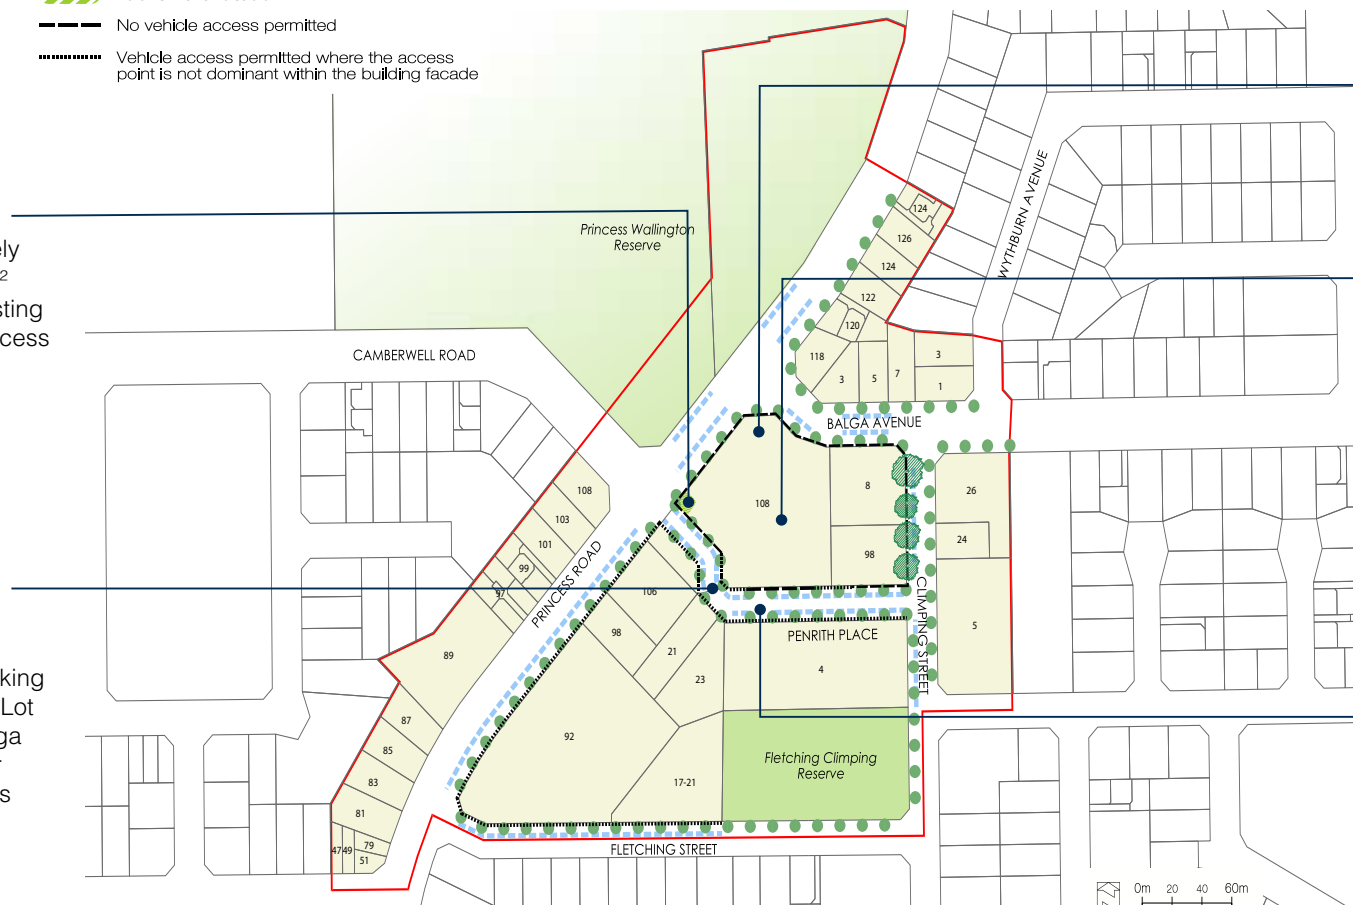 No vehicle access permitted
Vehicle access permitted where the access
point is not dominant within the building facade
Princess Wallington
Reserve
WYTHBURN AVENUE
ely
2
sting
cess
CAMBERWELL ROAD
124
126
124
122
120
118
3
5
7
3
1
BALGA AVENUE
108
103
101
99
97
PRINCESS ROAD
89
87
85
83
81
79
47
49
51
108
8
98
26
24
5
CLIMPING STREET
PENRITH PLACE
106
98
21
23
4
92
17-21
Fletching Climping
Reserve
FLETCHING STREET
king
Lot
ga
s
0m 20 40 60m